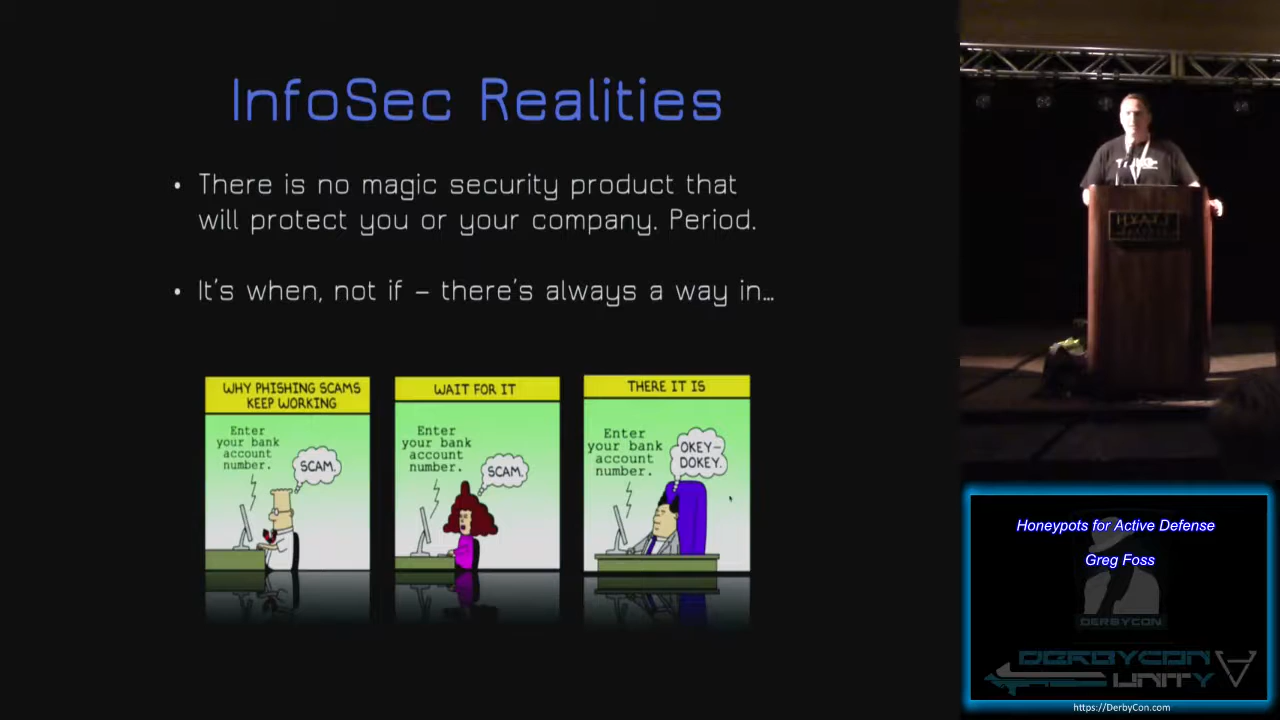 InfoSec Realities
• There is no magic security product that
will protect you or your company. Period.
• It's when, not if – there's always a way in…
WHY PHISHING SCAMS
KEEP WORKING
Enter
your bank
account
number.
SCAM.
WAIT FOR IT
Enter
your bank
account
number.
SCAM.
THERE IT IS
Enter
your bank
account
number.
OKEY-
DOKEY.
HYATT
Honeypots for Active Defense
Greg Foss
DERBYCON
DERBYCON
UNITY
https://DerbyCon.com